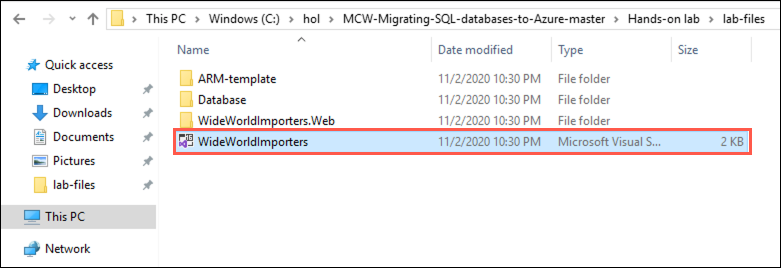 This PC > Windows (C:) > hol > MCW-Migrating-SQL-databases-to-Azure-master > Hands-on lab > lab-files
Name Date modified Type Size
Quick access
Desktop
Downloads
Documents
Pictures
lab-files
This PC
Network
ARM-template 11/2/2020 10:30 PM File folder
Database 11/2/2020 10:30 PM File folder
WideWorldImporters.Web 11/2/2020 10:30 PM File folder
WideWorldImporters 11/2/2020 10:30 PM Microsoft Visual S... 2 KB